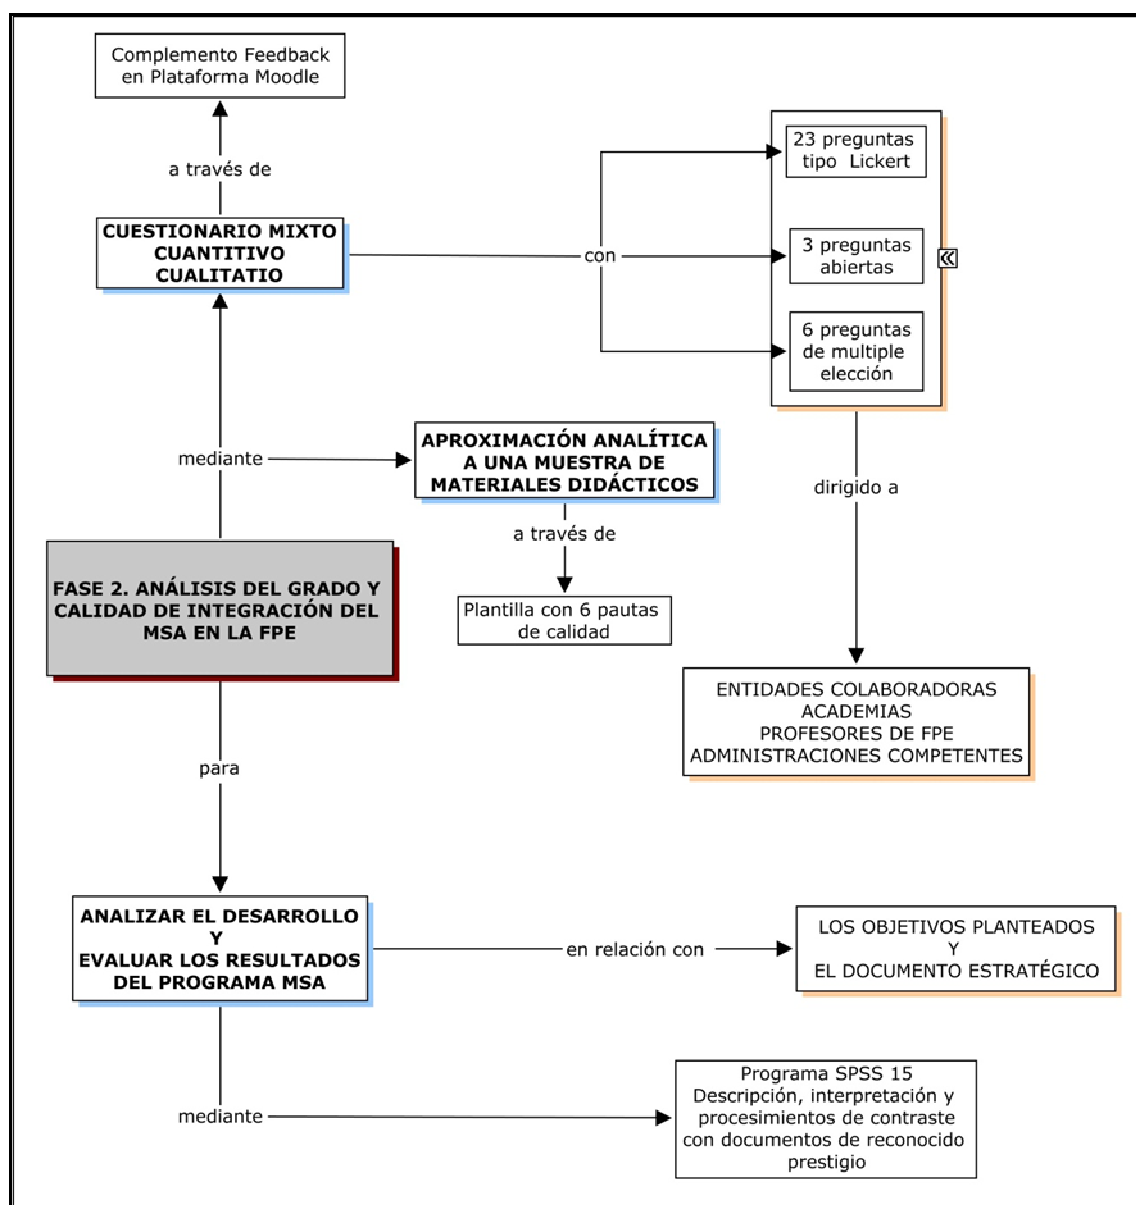 Complemento Feedback
en Plataforma Moodle
a través de
CUESTIONARIO MIXTO
CUANTITIVO
CUALITATIO
con
23 preguntas
tipo Lickert
3 preguntas
abiertas
6 preguntas
de multiple
elección
mediante
APROXIMACIÓN ANALÍTICA
A UNA MUESTRA DE
MATERIALES DIDÁCTICOS
dirigido a
a través de
Plantilla con 6 pautas
de calidad
FASE 2. ANÁLISIS DEL GRADO Y
CALIDAD DE INTEGRACIÓN DEL
MSA EN LA FPE
ENTIDADES COLABORADORAS
ACADEMIAS
PROFESORES DE FPE
ADMINISTRACIONES COMPETENTES
para
ANALIZAR EL DESARROLLO
Y
EVALUAR LOS RESULTADOS
DEL PROGRAMA MSA
en relación con
LOS OBJETIVOS PLANTEADOS
Y
EL DOCUMENTO ESTRATÉGICO
mediante
Programa SPSS 15
Descripción, interpretación y
procesimientos de contraste
con documentos de reconocido
prestigio